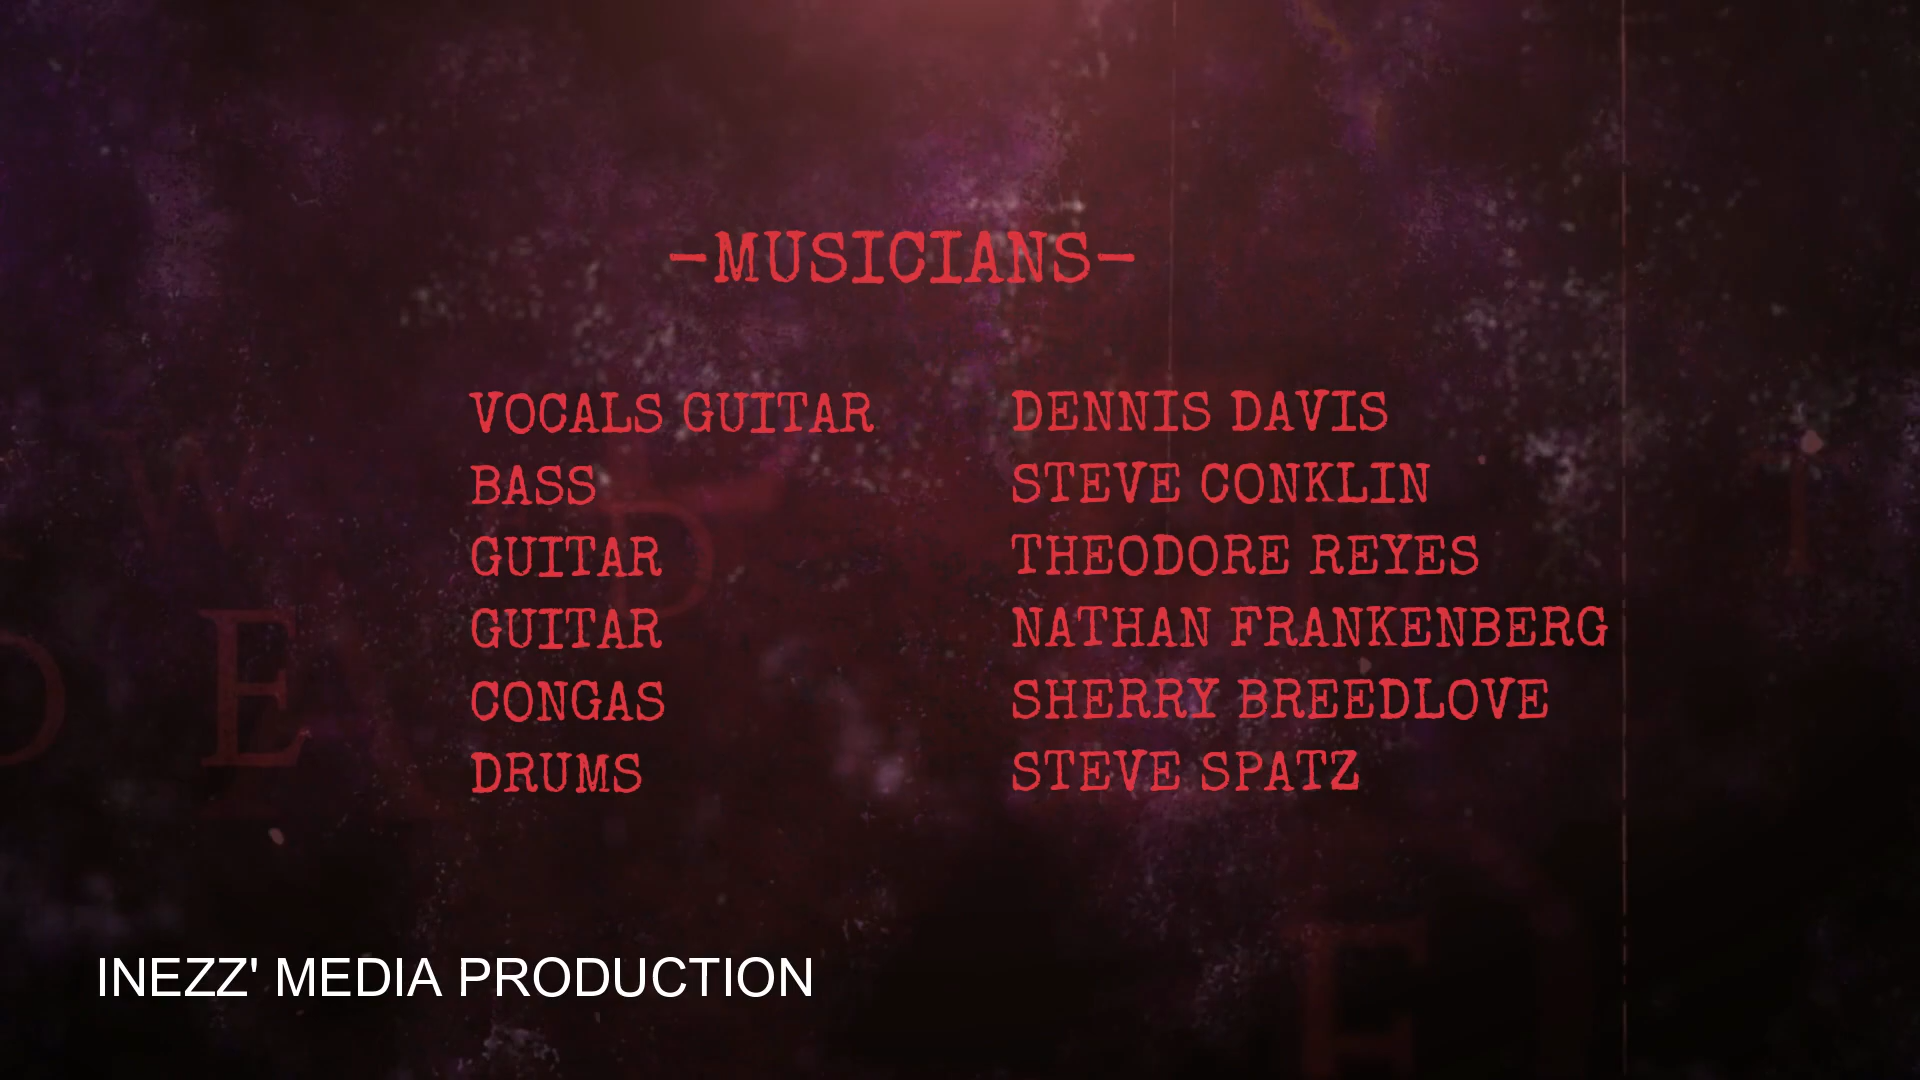 -MUSICIANS-
VOCALS GUITAR DENNIS DAVIS
BASS STEVE CONKLIN
GUITAR THEODORE REYES
GUITAR NATHAN FRANKENBERG
CONGAS SHERRY BREEDLOVE
DRUMS STEVE SPATZ
INEZZ' MEDIA PRODUCTION